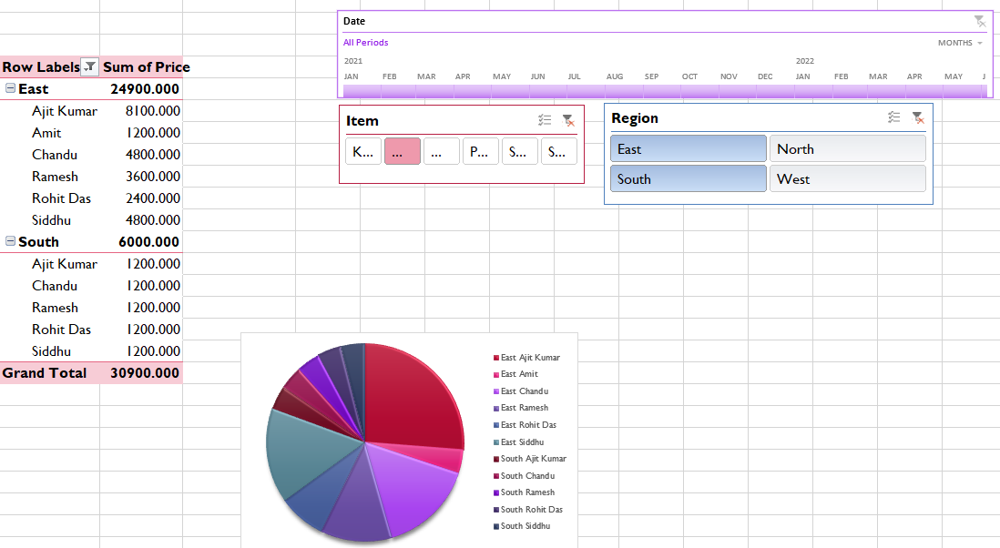 Date
All Periods MONTHS
2021 2022
JAN FEB MAR APR MAY JUN JUL AUG SEP OCT NOV DEC JAN FEB MAR APR MAY J
Row Labels Sum of Price
East 24900.000
Ajit Kumar 8100.000
Amit 1200.000
Chandu 4800.000
Ramesh 3600.000
Rohit Das 2400.000
Siddhu 4800.000
South 6000.000
Ajit Kumar 1200.000
Chandu 1200.000
Ramesh 1200.000
Rohit Das 1200.000
Siddhu 1200.000
Grand Total 30900.000
Item
K... ... ... P... S... S...
Region
East North
South West
East Ajit Kumar
East Amit
East Chandu
East Ramesh
East Rohit Das
East Siddhu
South Ajit Kumar
South Chandu
South Ramesh
South Rohit Das
South Siddhu